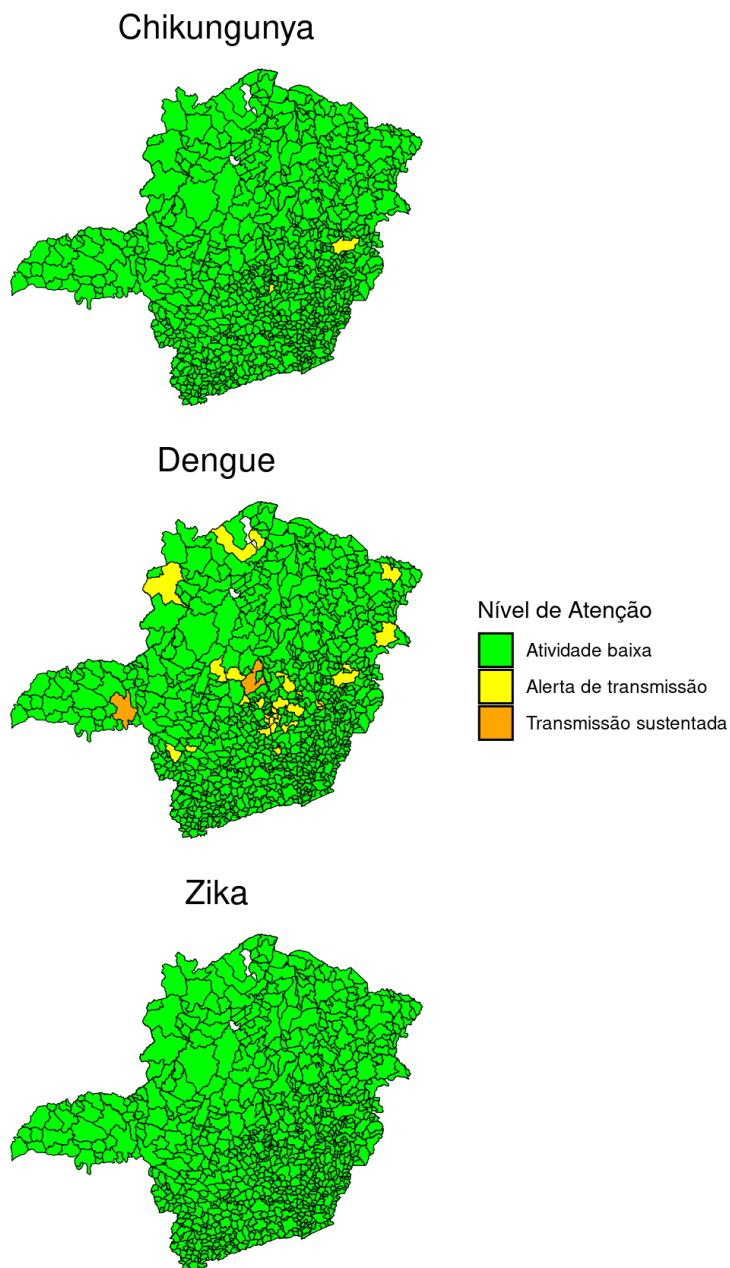 Chikungunya
Dengue
Nível de Atenção
Atividade baixa
Alerta de transmissão
Transmissão sustentada
Zika